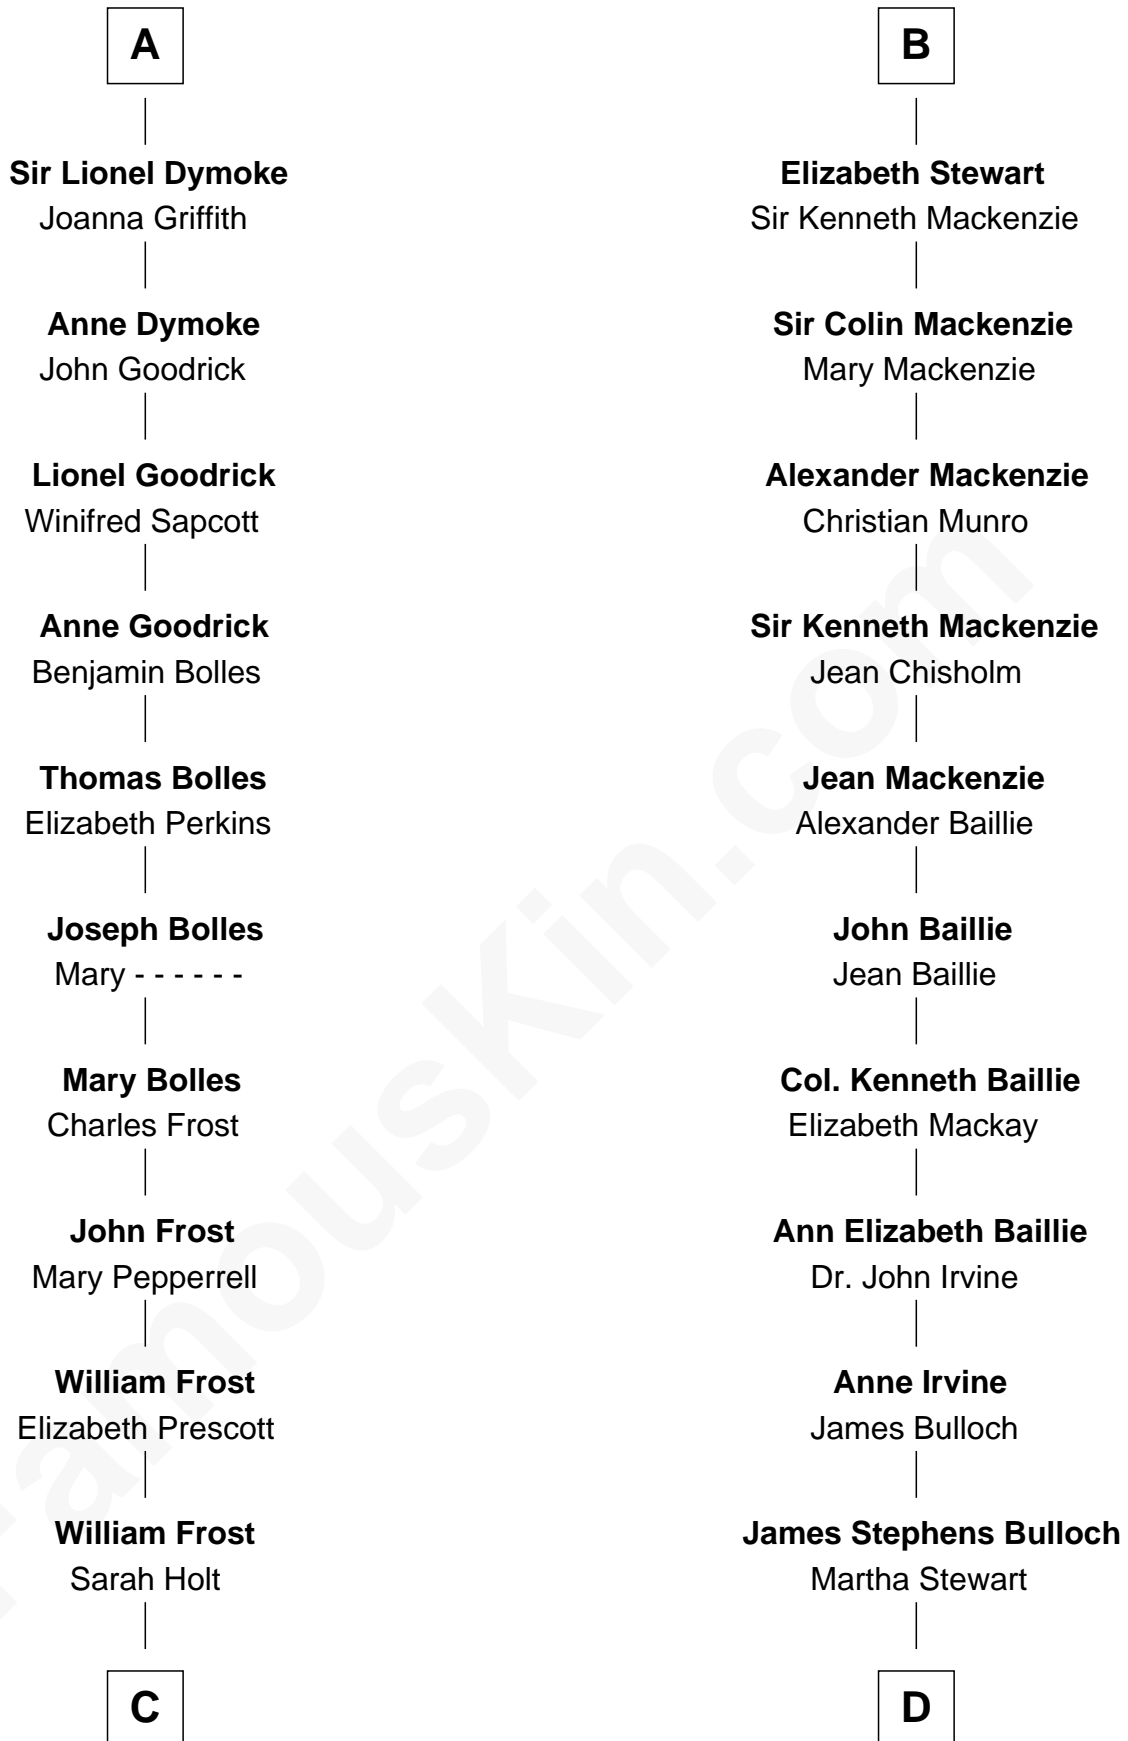 A
Sir Lionel Dymoke
Joanna Griffith
Anne Dymoke
John Goodrick
Lionel Goodrick
Winifred Sapcott
Anne Goodrick
Benjamin Bolles
Thomas Bolles
Elizabeth Perkins
Joseph Bolles
Mary - - - - - -
Mary Bolles
Charles Frost
John Frost
Mary Pepperrell
William Frost
Elizabeth Prescott
William Frost
Sarah Holt
C
B
Elizabeth Stewart
Sir Kenneth Mackenzie
Sir Colin Mackenzie
Mary Mackenzie
Alexander Mackenzie
Christian Munro
Sir Kenneth Mackenzie
Jean Chisholm
Jean Mackenzie
Alexander Baillie
John Baillie
Jean Baillie
Col. Kenneth Baillie
Elizabeth Mackay
Ann Elizabeth Baillie
Dr. John Irvine
Anne Irvine
James Bulloch
James Stephens Bulloch
Martha Stewart
D
FamousKin.com